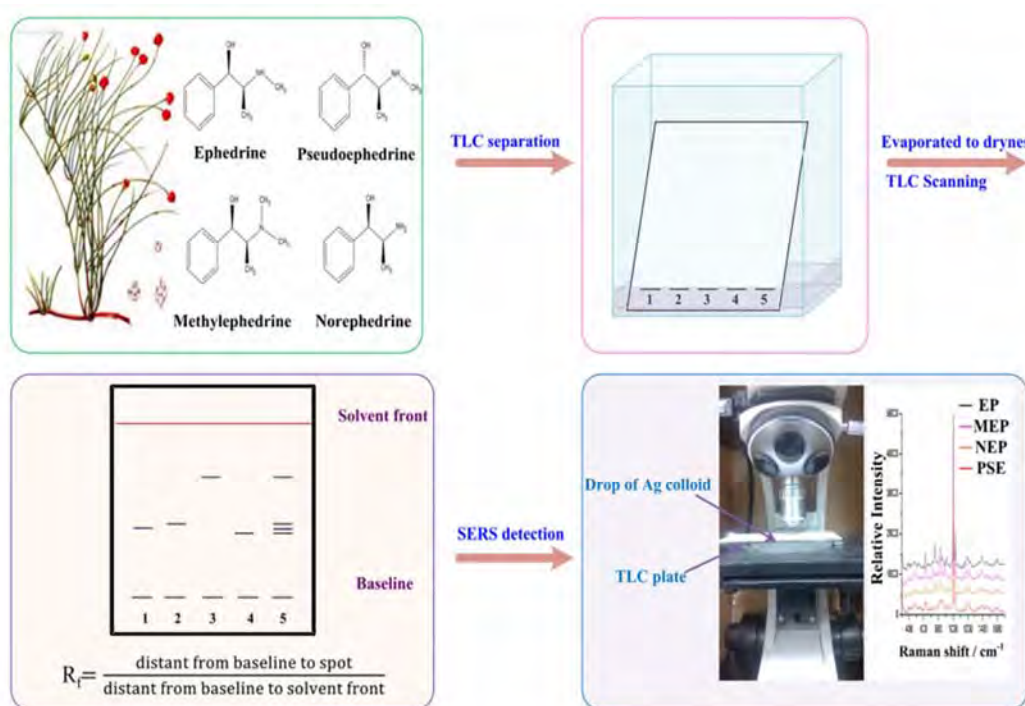 Ephedrine
Pseudoephedrine
Methylephedrine
Norephedrine
TLC separation
1 2 3 4 5
Evaporated to drynes
TLC Scanning
Solvent front
Baseline
1 2 3 4 5
Rf= distant from baseline to spot
distant from baseline to solvent front
SERS detection
Drop of Ag colloid
TLC plate
EP
MEP
NEP
PSE
Relative Intensity
Raman shift / cm⁻¹